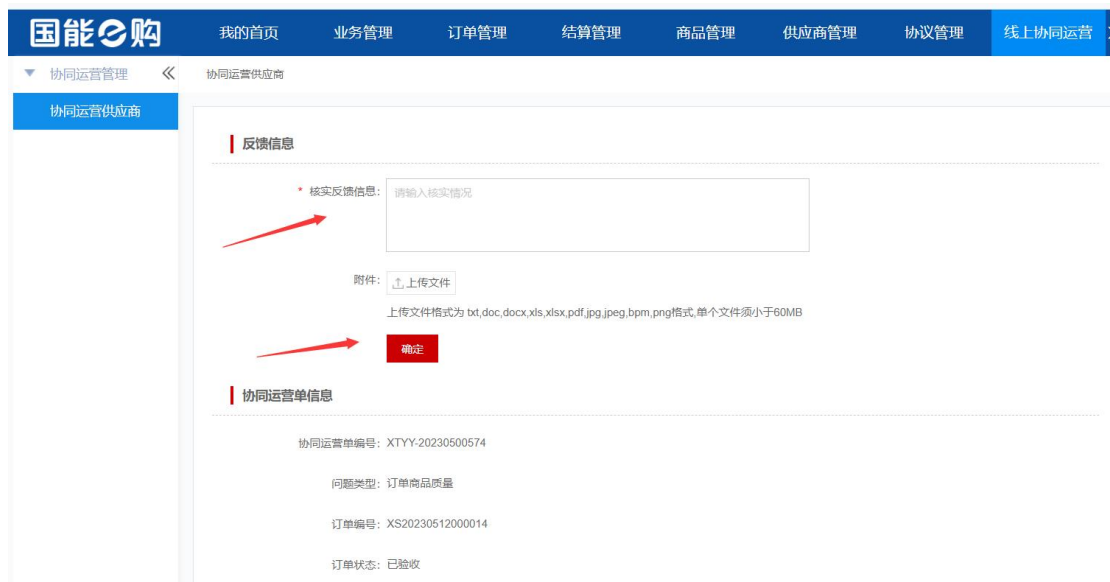 国能e购 我的首页 业务管理 订单管理 结算管理 商品管理 供应商管理 协议管理 线上协同运营
协同运营管理 协同运营供应商
协同运营供应商
反馈信息
* 核实反馈信息: 请输入核实情况
附件: 上传文件
上传文件格式为 txt,doc,docx,xls,xlsx,pdf,jpg,jpeg,bpm,png格式,单个文件须小于60MB
确定
协同运营单信息
协同运营单编号: XTYY-20230500574
问题类型: 订单商品质量
订单编号: XS20230512000014
订单状态: 已验收